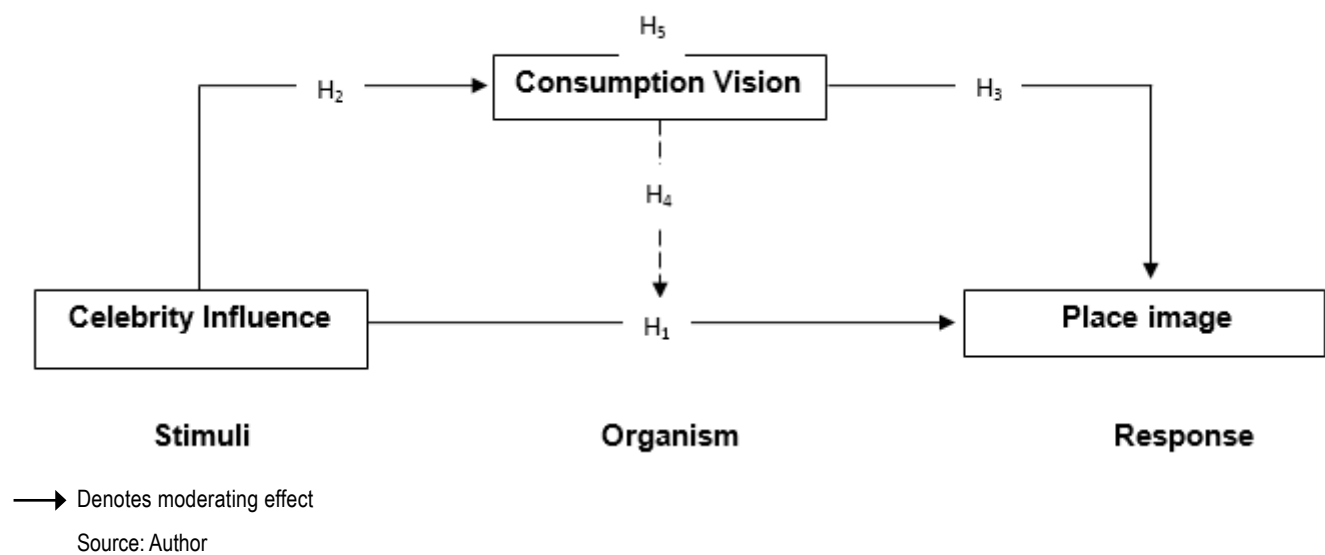 H₅
Consumption Vision
H₂
H₃
H₄
Celebrity Influence
H₁
Place image
Stimuli
Organism
Response
Denotes moderating effect
Source: Author